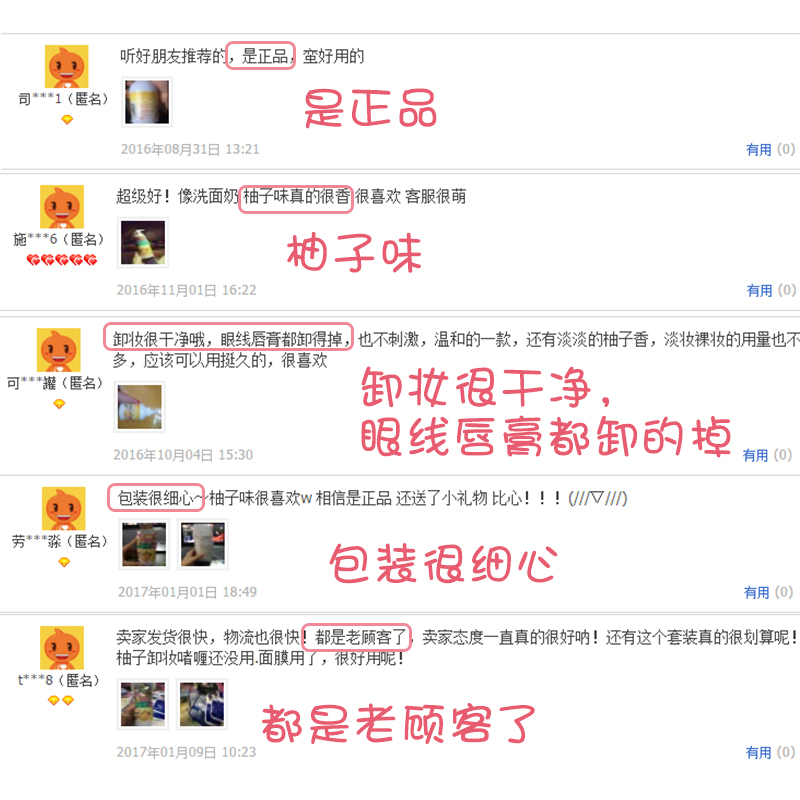 听好朋友推荐的，是正品，蛮好用的
司***1（匿名）
是正品
2016年08月31日 13:21
有用 (0)
超级好！像洗面奶 柚子味真的很香 很喜欢 客服很萌
施***6（匿名）
柚子味
2016年11月01日 16:22
有用 (0)
卸妆很干净哦，眼线唇膏都卸得掉，也不刺激，温和的一款，还有淡淡的柚子香，淡妆裸妆的用量也不
多，应该可以用挺久的，很喜欢
可***罐（匿名）
卸妆很干净，
眼线唇膏都卸的掉
2016年10月04日 15:30
有用 (0)
包装很细心~柚子味很喜欢w 相信是正品 还送了小礼物 比心！！！(///▽///)
劳***淼（匿名）
包装很细心
2017年01月01日 18:49
有用 (0)
卖家发货很快，物流也很快！都是老顾客了，卖家态度一直真的很好呐！还有这个套装真的很划算呢！
柚子卸妆啫喱还没用.面膜用了，很好用呢！
t***8（匿名）
都是老顾客了
2017年01月09日 10:23
有用 (0)